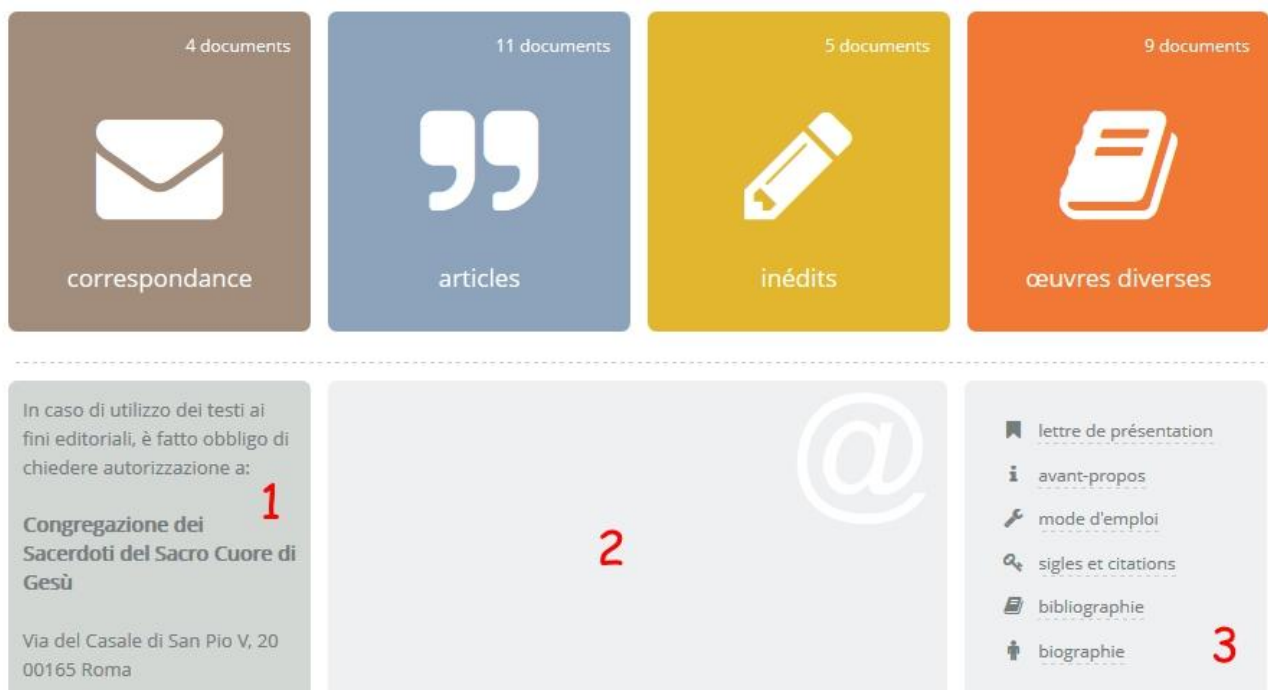 4 documents
correspondance
11 documents
articles
5 documents
inédits
9 documents
œuvres diverses
In caso di utilizzo dei testi ai
fini editoriali, è fatto obbligo di
chiedere autorizzazione a:
1
Congregazione dei
Sacerdoti del Sacro Cuore di
Gesù
Via del Casale di San Pio V, 20
00165 Roma
@
2
lettre de présentation
i avant-propos
mode d'emploi
sigles et citations
bibliographie
biographie
3